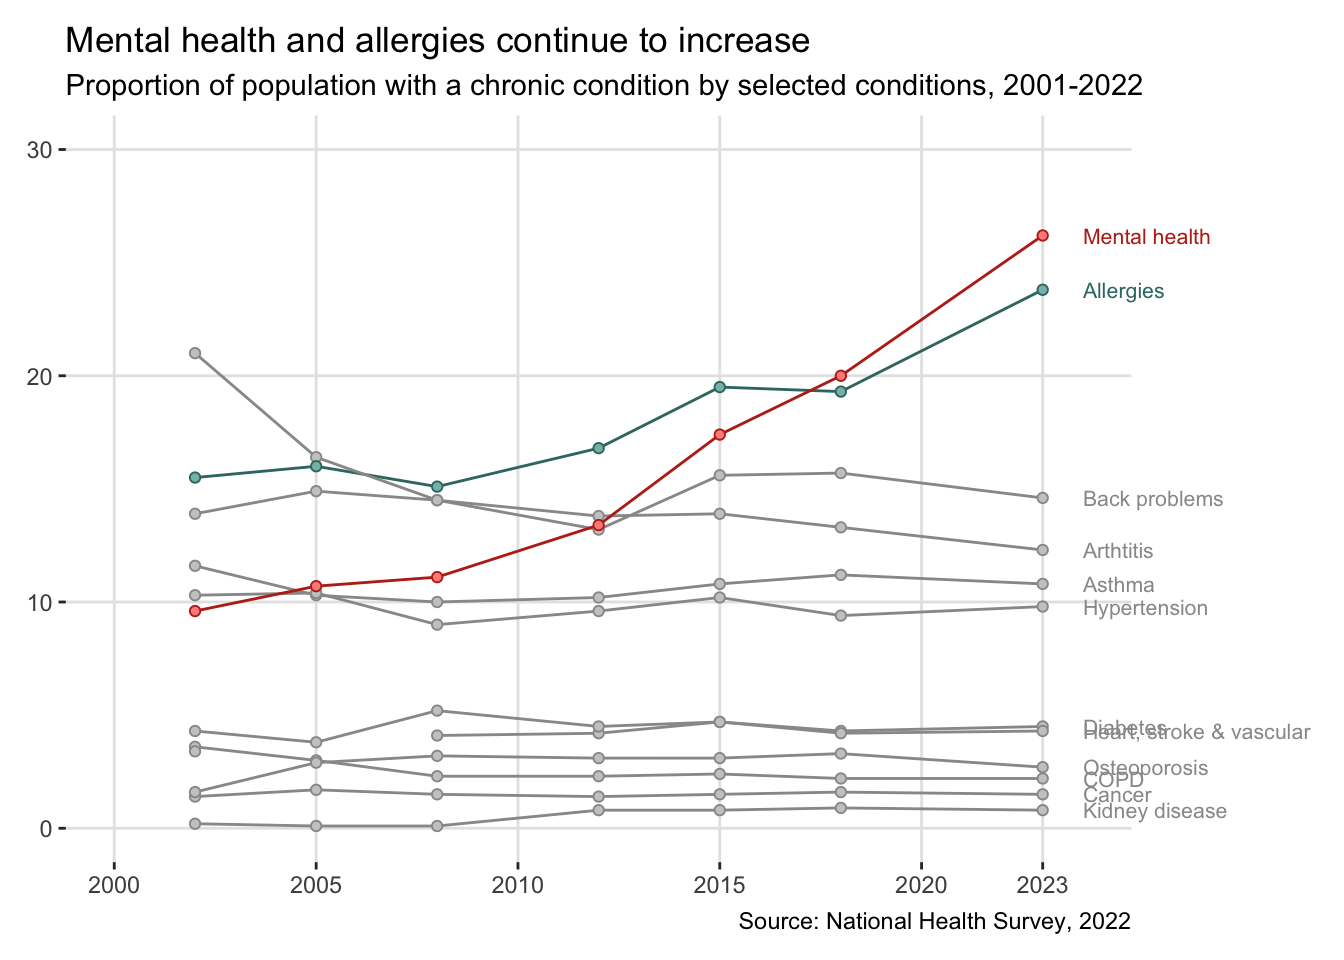 Mental health and allergies continue to increase
Proportion of population with a chronic condition by selected conditions, 2001-2022
30
20
10
0
Mental health
Allergies
Back problems
Arthtitis
Asthma
Hypertension
Diabetes
Heart, stroke & vascular
Osteoporosis
COPD
Cancer
Kidney disease
2000
2005
2010
2015
2020
2023
Source: National Health Survey, 2022